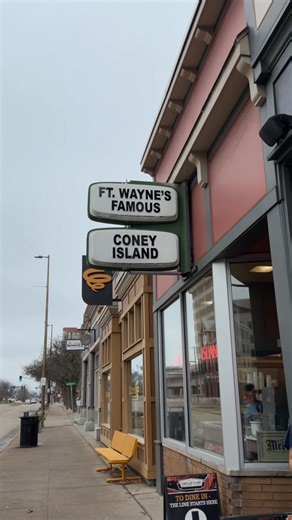 FT. WAYNE'S
FAMOUS
CONEY
ISLAND
TO DINE IN -
THE LINE STARTS HERE